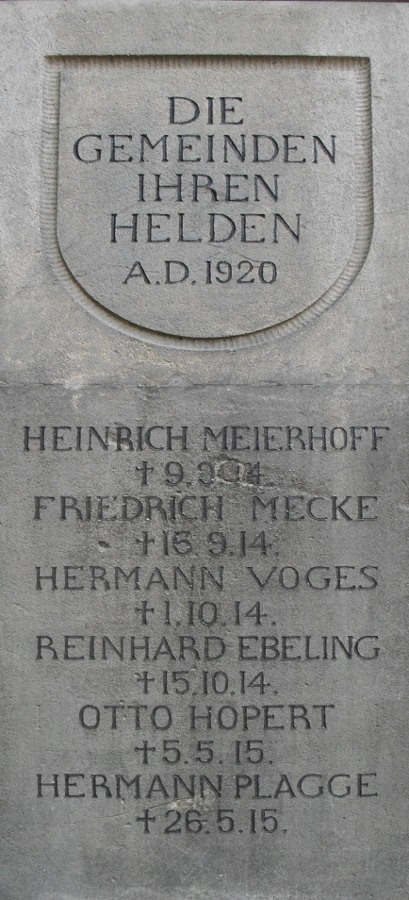 DIE
GEMEINDEN
IHREN
HELDEN
A.D. 1920
HEINRICH MEIERHOFF
† 9.9.14.
FRIEDRICH MECKE
† 16.9.14.
HERMANN VOGES
† 1.10.14.
REINHARD EBELING
† 15.10.14.
OTTO HOPERT
† 5.5.15.
HERMANN PLAGGE
† 26.5.15.